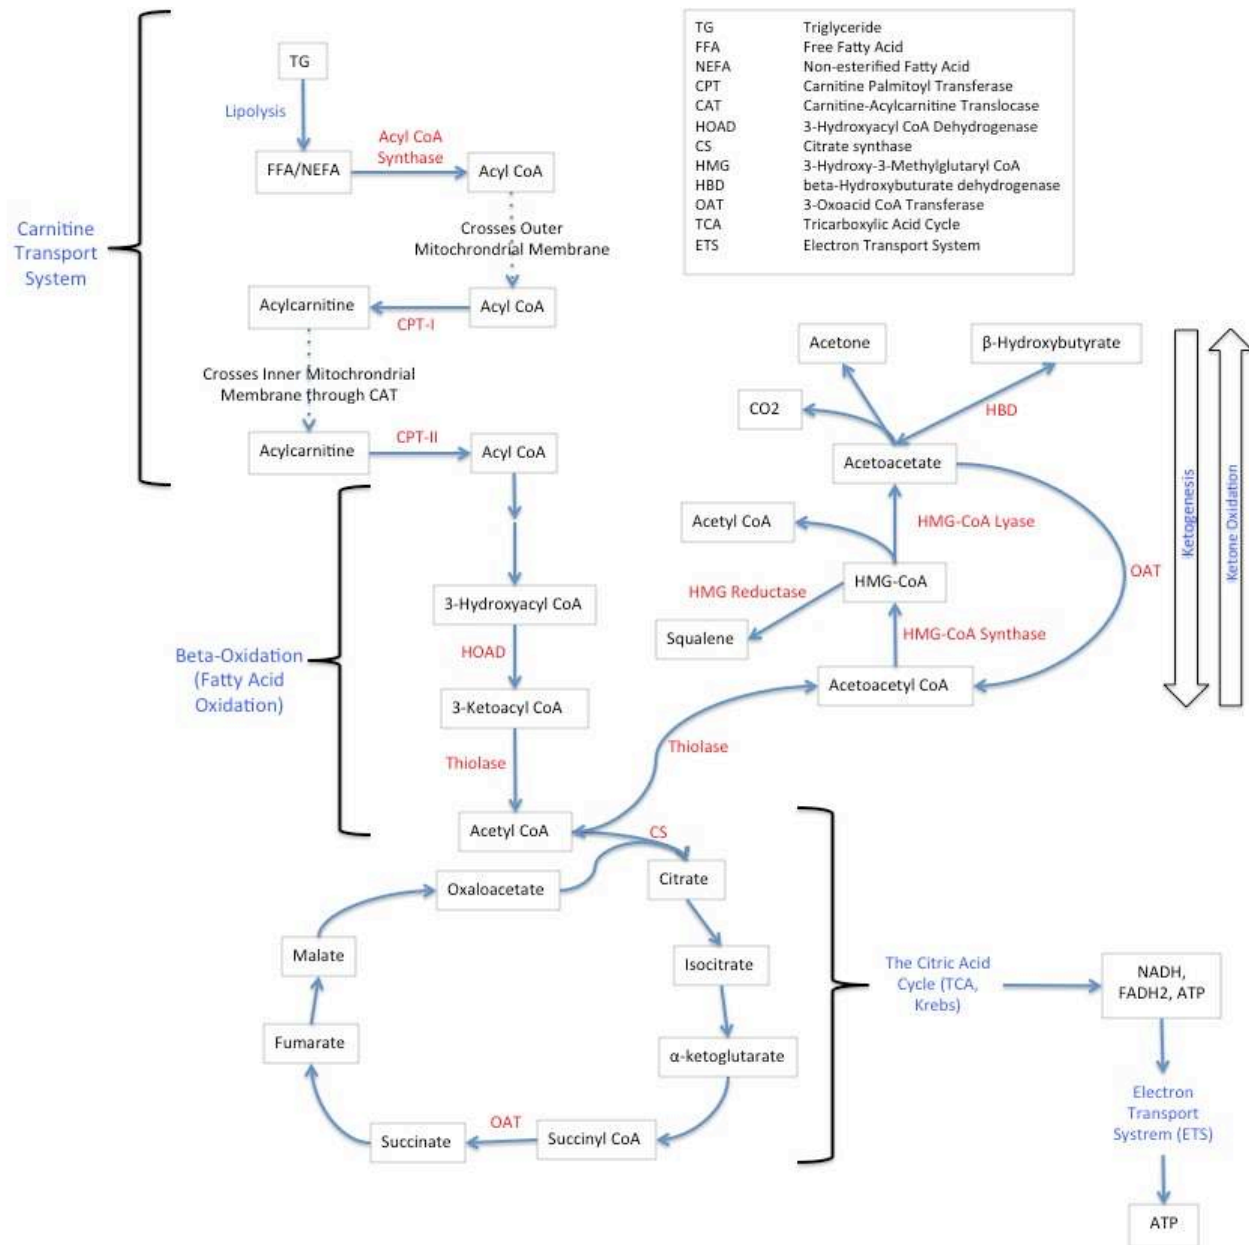 TG Triglyceride
FFA Free Fatty Acid
NEFA Non-esterified Fatty Acid
CPT Carnitine Palmitoyl Transferase
CAT Carnitine-Acylcarnitine Translocase
HOAD 3-Hydroxyacyl CoA Dehydrogenase
CS Citrate synthase
HMG 3-Hydroxy-3-Methylglutaryl CoA
HBD beta-Hydroxybuturate dehydrogenase
OAT 3-Oxoacid CoA Transferase
TCA Tricarboxylic Acid Cycle
ETS Electron Transport System
TG
Lipolysis
Acyl CoA
Synthase
FFA/NEFA
Acyl CoA
Carnitine
Transport
System
Crosses Outer
Mitochrondrial Membrane
Acylcarnitine
CPT-I
Acyl CoA
Crosses Inner Mitochrondrial
Membrane through CAT
Acylcarnitine
CPT-II
Acyl CoA
Beta-Oxidation
(Fatty Acid
Oxidation)
3-Hydroxyacyl CoA
HOAD
3-Ketoacyl CoA
Thiolase
Acetyl CoA
Acetone
β-Hydroxybutyrate
CO2
HBD
Acetoacetate
Acetyl CoA
HMG-CoA Lyase
HMG-CoA
OAT
HMG Reductase
Squalene
HMG-CoA Synthase
Acetoacetyl CoA
Thiolase
Ketogenesis
Ketone Oxidation
CS
Oxaloacetate
Citrate
Malate
Isocitrate
Fumarate
α-ketoglutarate
Succinate
OAT
Succinyl CoA
The Citric Acid
Cycle (TCA,
Krebs)
NADH,
FADH2, ATP
Electron
Transport
Systrem (ETS)
ATP